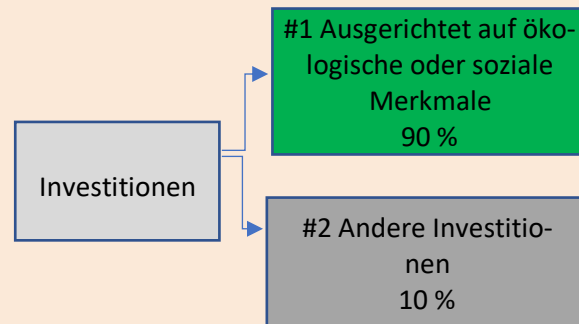 #1 Ausgerichtet auf öko-
logische oder soziale
Merkmale
90 %
Investitionen
#2 Andere Investitio-
nen
10 %